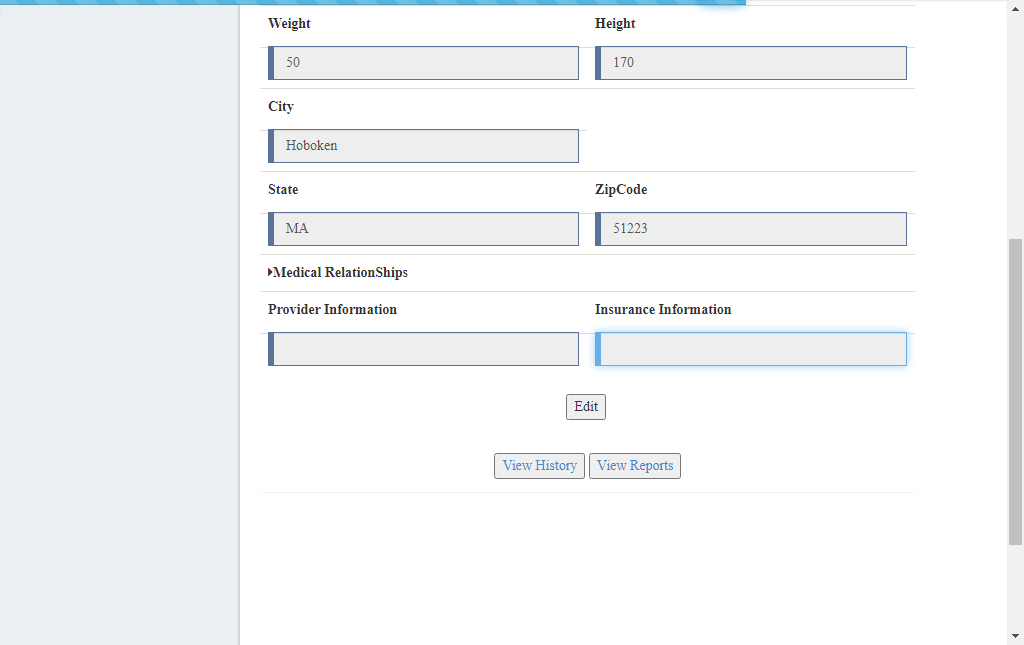 Weight Height
50 170
City
Hoboken
State ZipCode
MA 51223
Medical RelationShips
Provider Information Insurance Information
Edit
View History View Reports